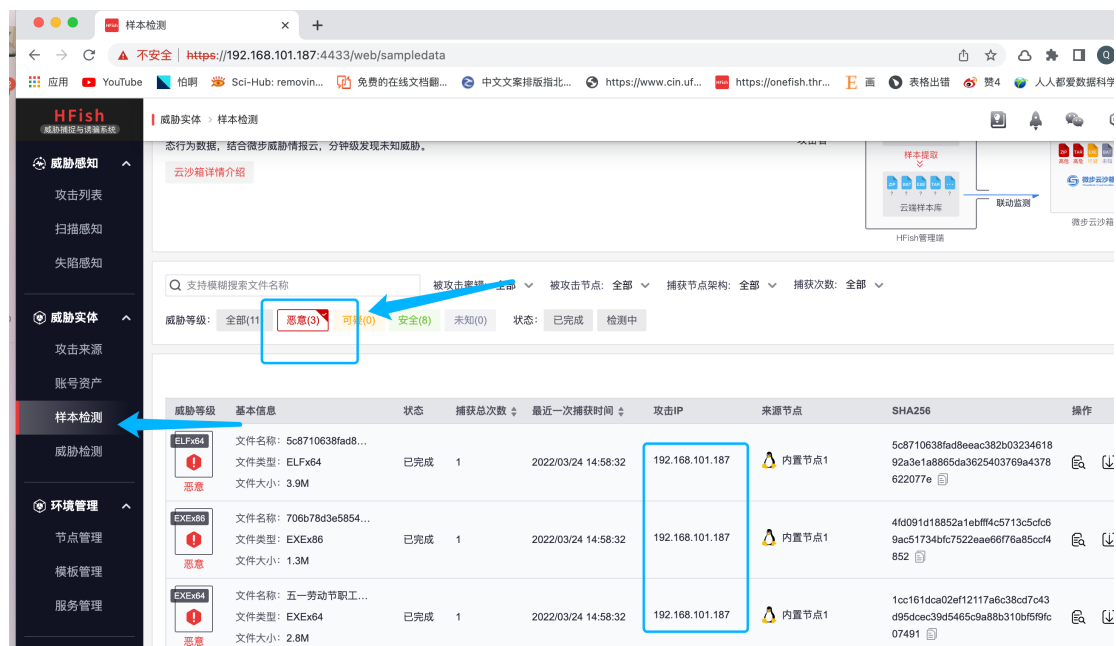 样本检测
不安全 | https://192.168.101.187:4433/web/sampledata
应用 YouTube 怕啊 Sci-Hub: removin... 免费的在线文档翻... 中文文案排版指北... https://www.cin.uf... https://onefish.thr... 画 表格出错 赞4 人人都爱数据科学
HFish
威胁捕捉与诱骗系统
威胁实体 > 样本检测
威胁感知
攻击列表
扫描感知
失陷感知
威胁实体
攻击来源
账号资产
样本检测
威胁检测
环境管理
节点管理
模板管理
服务管理
态行为数据，结合微步威胁情报云，分钟级发现未知威胁。
云沙箱详情介绍
样本提取
云端样本库
HFish管理端
联动监测
微步云沙箱
支持模糊搜索文件名称 全部 被攻击节点: 全部 捕获节点架构: 全部 捕获次数: 全部
威胁等级: 全部(11 恶意(3) 可疑(0) 安全(8) 未知(0) 状态: 已完成 检测中
威胁等级 基本信息 状态 捕获总次数 最近一次捕获时间 攻击IP 来源节点 SHA256 操作
ELFx64
恶意
文件名称: 5c8710638fad8...
文件类型: ELFx64
文件大小: 3.9M
已完成 1 2022/03/24 14:58:32 192.168.101.187 内置节点1
5c8710638fad8eeac382b03234618
92a3e1a8865da3625403769a4378
622077e
EXEx86
恶意
文件名称: 706b78d3e5854...
文件类型: EXEx86
文件大小: 1.3M
已完成 1 2022/03/24 14:58:32 192.168.101.187 内置节点1
4fd091d18852a1ebfff4c5713c5cfc6
9ac51734bfc7522eae66f76a85ccf4
852
EXEx64
恶意
文件名称: 五一劳动节职工...
文件类型: EXEx64
文件大小: 2.8M
已完成 1 2022/03/24 14:58:32 192.168.101.187 内置节点1
1cc161dca02ef12117a6c38cd7c43
d95dcec39d5465c9a88b310bf5f9fc
07491